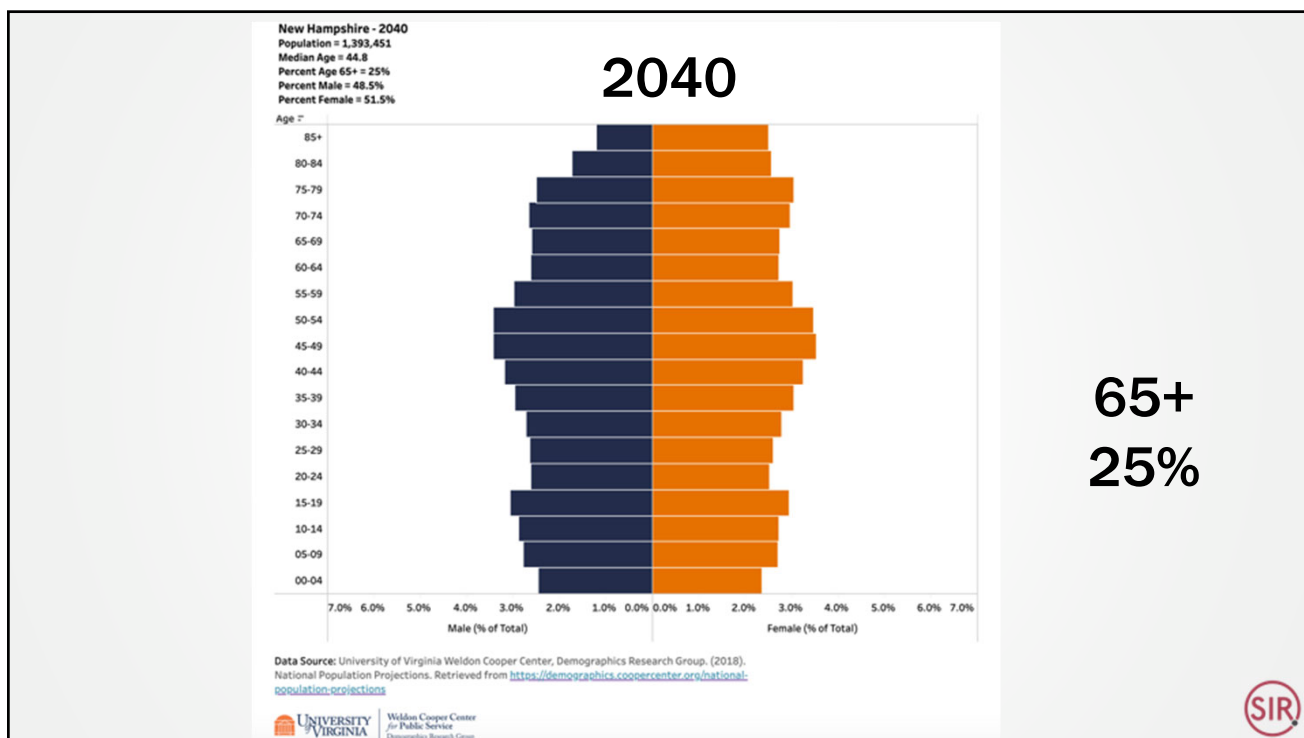 New Hampshire - 2040
Population = 1,393,451
Median Age = 44.8
Percent Age 65+ = 25%
Percent Male = 48.5%
Percent Female = 51.5%
2040
Age
85+
80-84
75-79
70-74
65-69
60-64
55-59
50-54
45-49
40-44
35-39
30-34
25-29
20-24
15-19
10-14
05-09
00-04
65+
25%
7.0% 6.0% 5.0% 4.0% 3.0% 2.0% 1.0% 0.0% 0.0% 1.0% 2.0% 3.0% 4.0% 5.0% 6.0% 7.0%
Male (% of Total) Female (% of Total)
Data Source: University of Virginia Weldon Cooper Center, Demographics Research Group. (2018).
National Population Projections. Retrieved from https://demographics.coopercenter.org/national-
population-projections
UNIVERSITY
of VIRGINIA
Weldon Cooper Center
for Public Service
Demographics Research Group
SIR